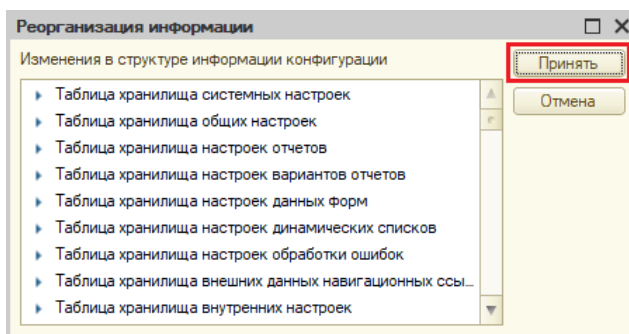 Реорганизация информации
Изменения в структуре информации конфигурации
Принять
Отмена
Таблица хранилища системных настроек
Таблица хранилища общих настроек
Таблица хранилища настроек отчетов
Таблица хранилища настроек вариантов отчетов
Таблица хранилища настроек данных форм
Таблица хранилища настроек динамических списков
Таблица хранилища настроек обработки ошибок
Таблица хранилища внешних данных навигационных ссы...
Таблица хранилища внутренних настроек